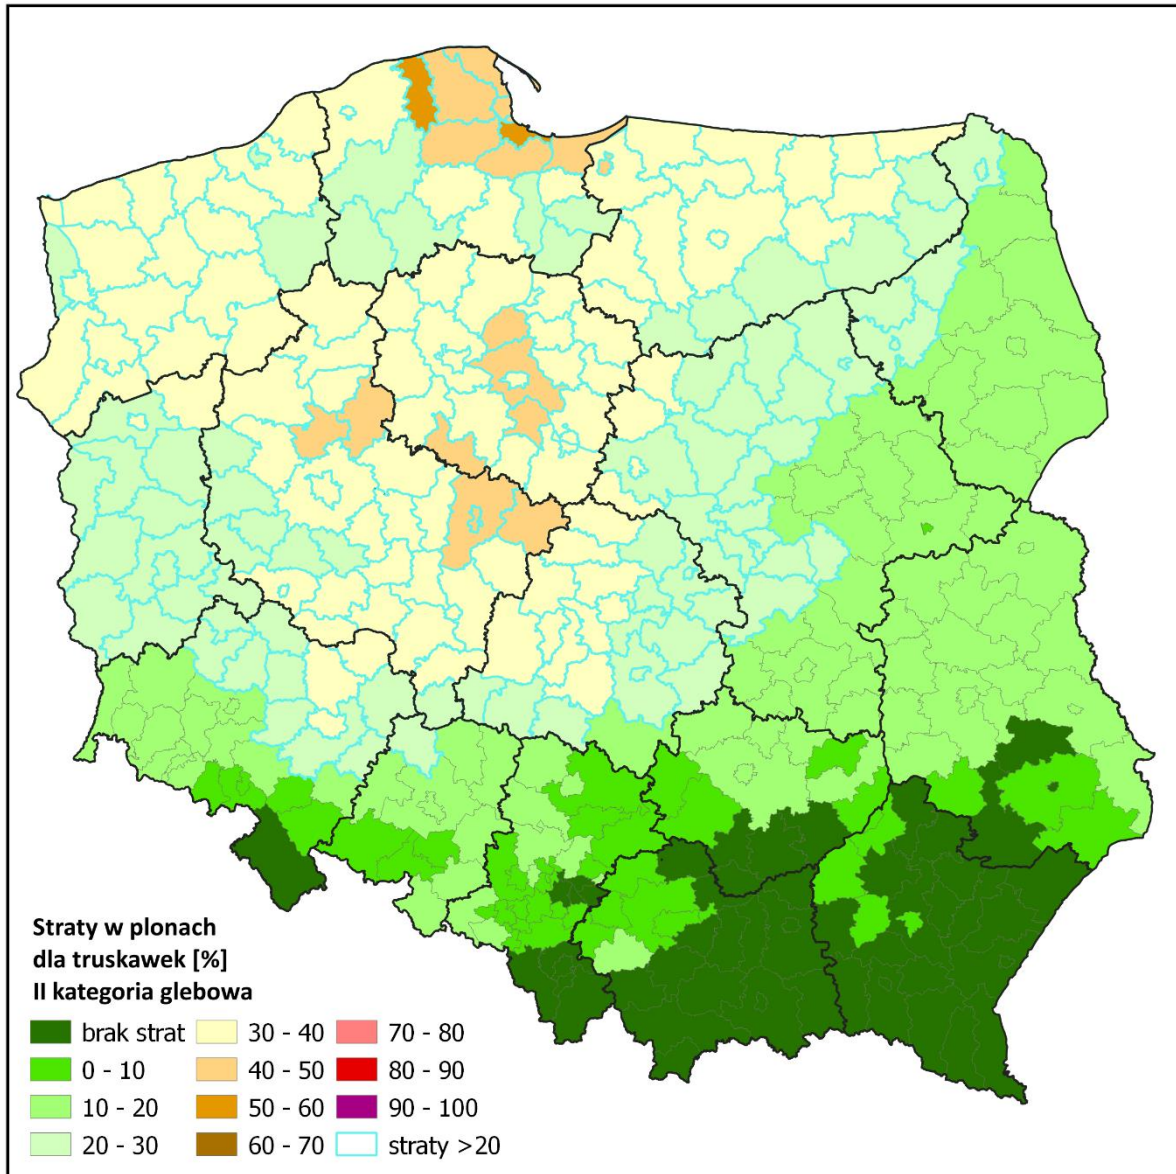 Straty w plonach
dla truskawek [%]
II kategoria glebowa
brak strat
0 - 10
10 - 20
20 - 30
30 - 40
40 - 50
50 - 60
60 - 70
70 - 80
80 - 90
90 - 100
straty >20